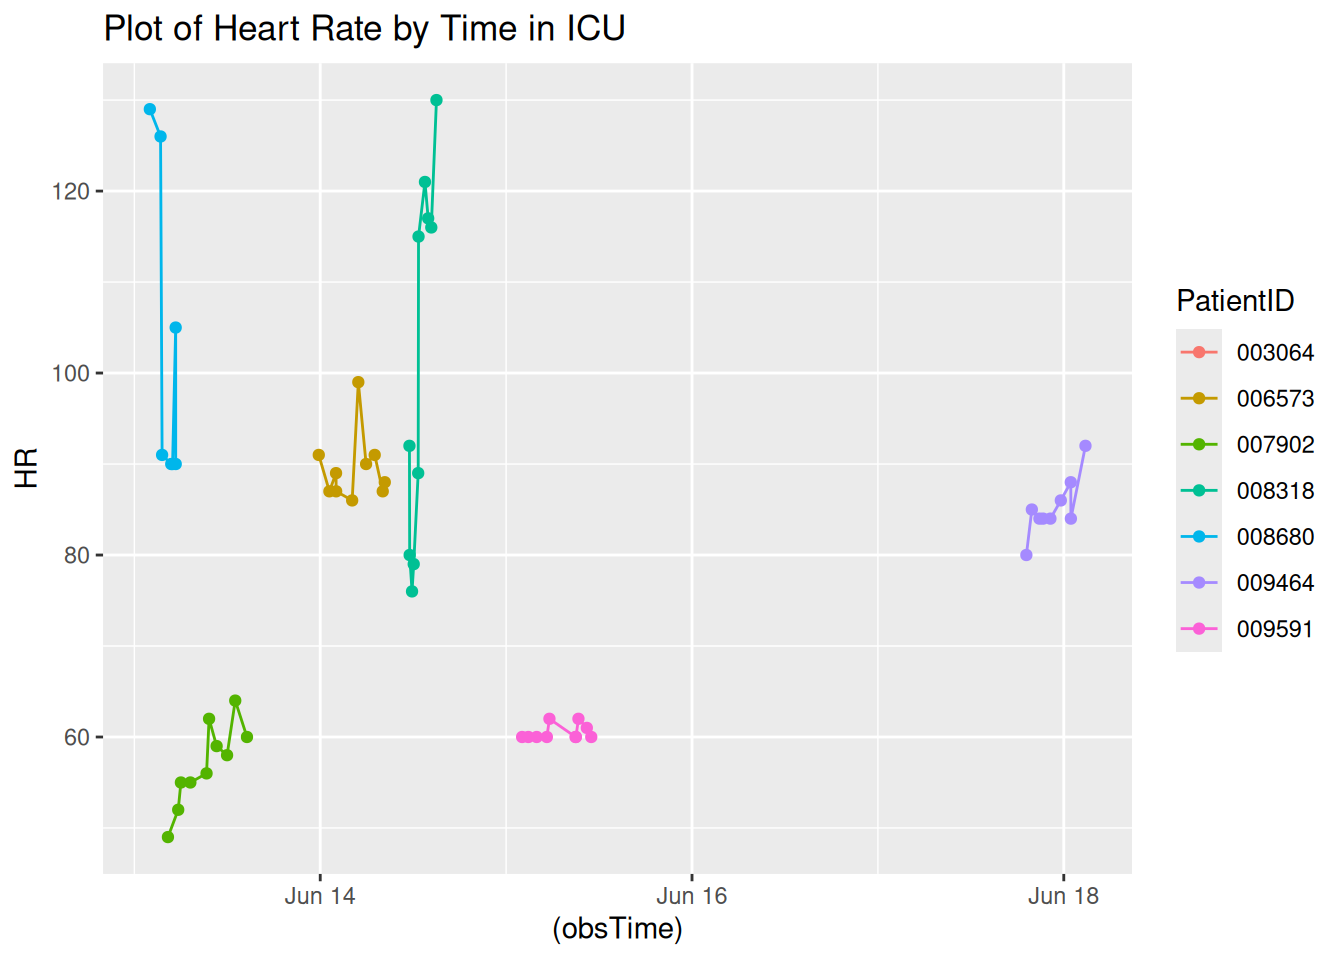 Plot of Heart Rate by Time in ICU
HR
120
100
80
60
Jun 14
Jun 16
Jun 18
(obsTime)
PatientID
003064
006573
007902
008318
008680
009464
009591